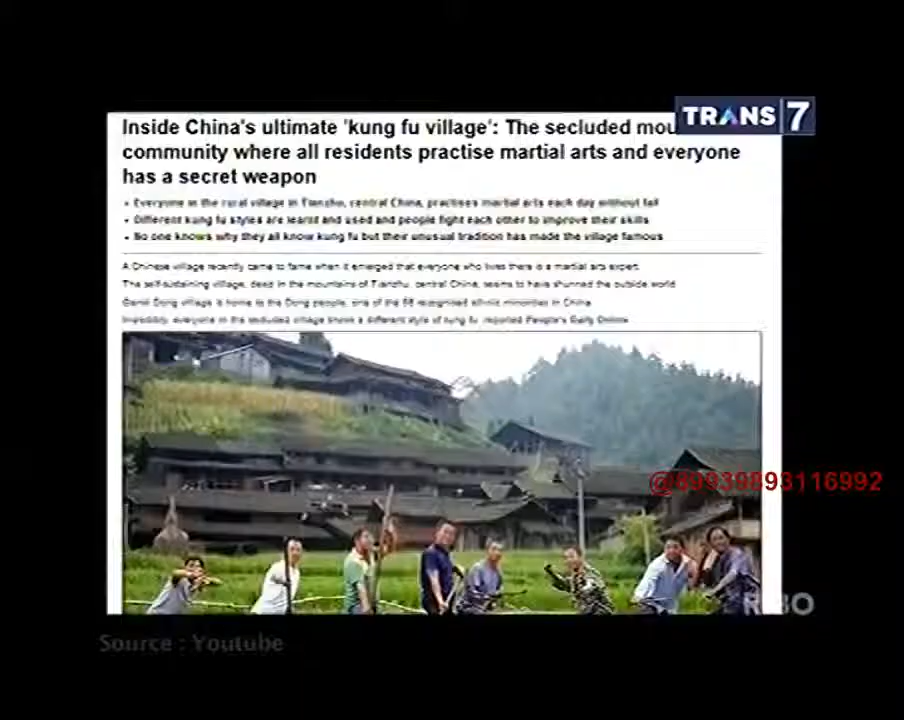 TRANS 7
Inside China's ultimate 'kung fu village': The secluded mou
community where all residents practise martial arts and everyone
has a secret weapon
Everyone in the rural village in Tianzhu, central China, practises martial arts each day without fail
Different kung fu styles are learnt and used and people fight each other to improve their skills
No one knows why they all know kung fu but their unusual tradition has made the village famous
A Chinese village recently came to fame when it emerged that everyone who lives there is a martial arts expert.
The self-sustaining village, deep in the mountains of Tianzhu, central China, seems to have shunned the outside world.
Ganxi Dong village is home to the Dong people, one of the 56 recognised ethnic minorities in China.
Incredibly, everyone in the secluded village knows a different style of kung fu, reported People's Daily Online.
@89939893116992
Source : Youtube